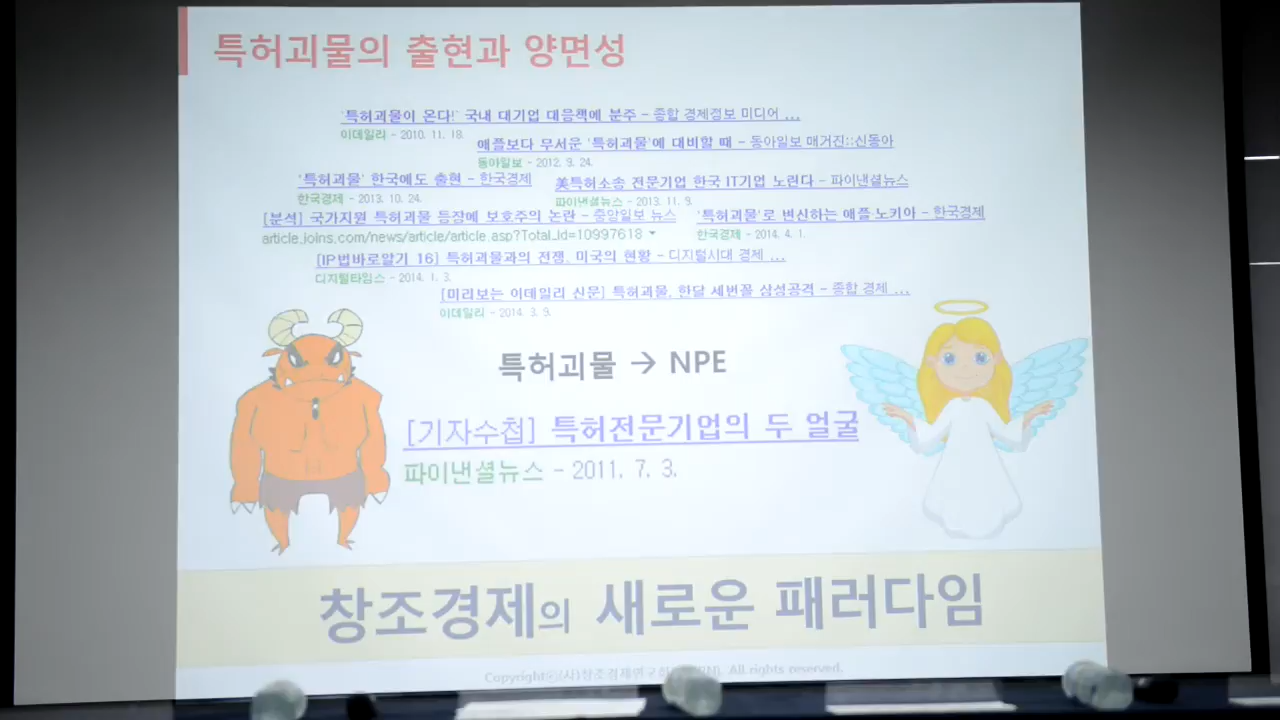 특허괴물의 출현과 양면성
'특허괴물이 온다!' 국내 대기업 대응책에 분주 - 종합 경제정보 미디어 ...
이데일리 - 2010. 11. 18.
애플보다 무서운 '특허괴물'에 대비할 때 - 동아일보 매거진::신동아
동아일보 - 2012. 9. 24.
'특허괴물' 한국에도 출현 - 한국경제
한국경제 - 2013. 10. 24.
美특허소송 전문기업 한국 IT기업 노린다 - 파이낸셜뉴스
파이낸셜뉴스 - 2013. 11. 9.
[분석] 국가지원 특허괴물 등장에 보호주의 논란 - 중앙일보 뉴스
article.joins.com/news/article/article.asp?Total_Id=10997618
'특허괴물'로 변신하는 애플 노키아 - 한국경제
한국경제 - 2014. 4. 1.
[IP법바로알기 16] 특허괴물과의 전쟁, 미국의 현황 - 디지털시대 경제 ...
디지털타임스 - 2014. 1. 3.
[미리보는 이데일리 신문] 특허괴물, 한달 세번꼴 삼성공격 - 종합 경제 ...
이데일리 - 2014. 3. 9.
특허괴물 → NPE
[기자수첩] 특허전문기업의 두 얼굴
파이낸셜뉴스 - 2011. 7. 3.
창조경제의 새로운 패러다임
Copyrightⓒ(사)창조경제연구회 All rights reserved.